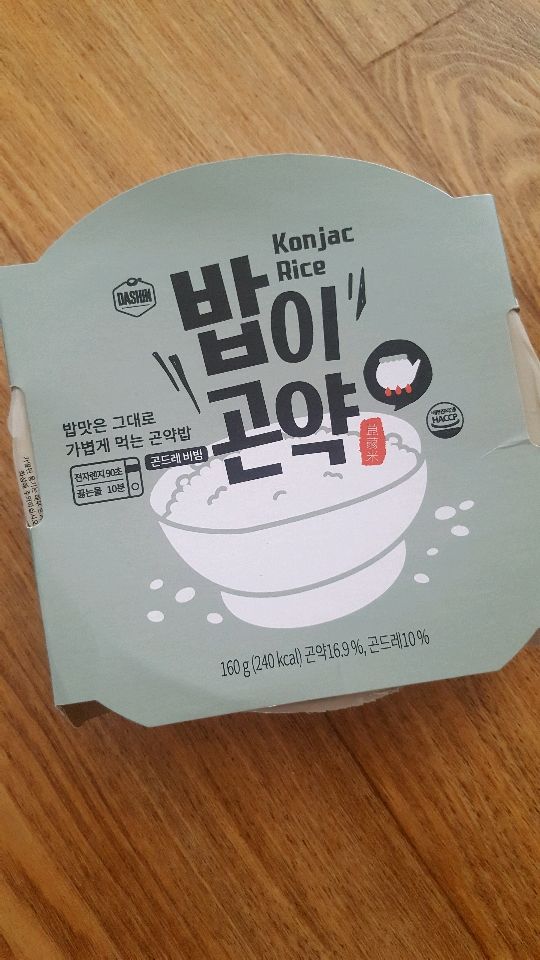 Konjac
Rice
DASHIN
밥이
곤약
밥맛은 그대로
가볍게 먹는 곤약밥
곤드레 비빔
전자렌지 90초
끓는물 10분
HACCP
160 g (240 kcal) 곤약16.9 %, 곤드레10 %